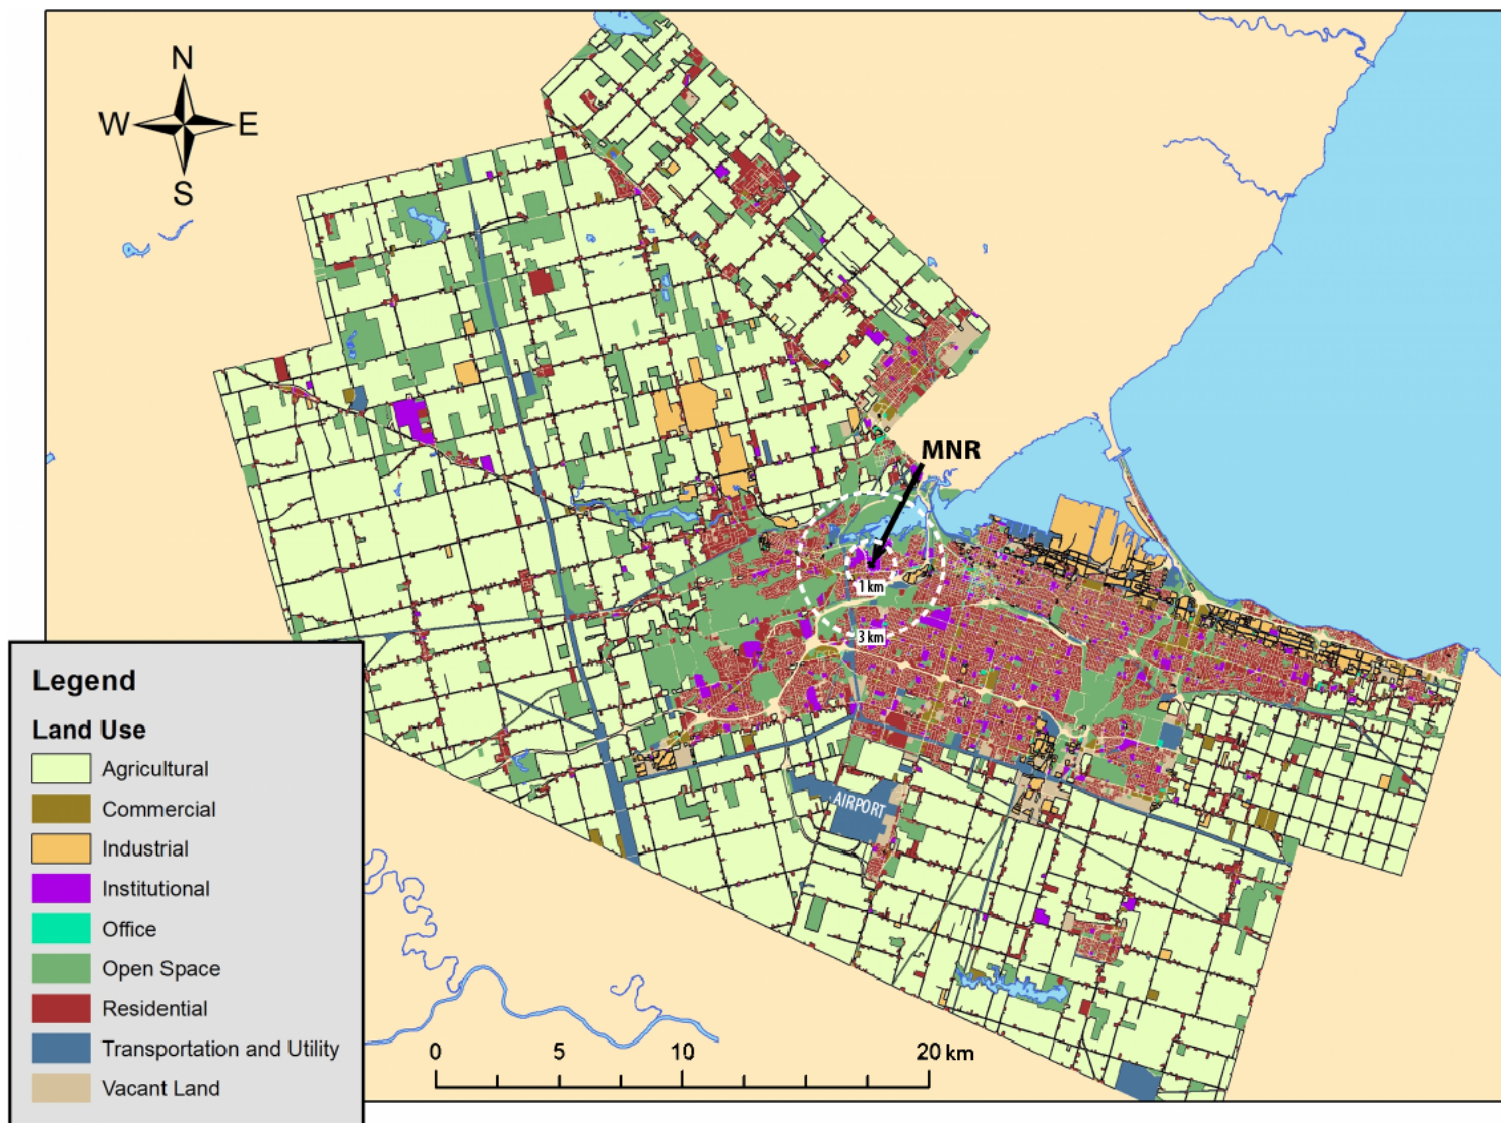 N
W E
S
MNR
1 km
3 km
AIRPORT
Legend
Land Use
Agricultural
Commercial
Industrial
Institutional
Office
Open Space
Residential
Transportation and Utility
Vacant Land
0 5 10 20 km